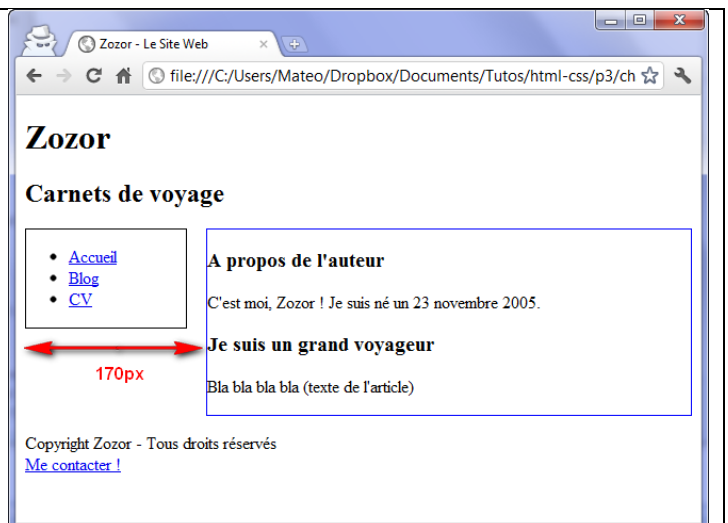 Zozor - Le Site Web
file:///C:/Users/Mateo/Dropbox/Documents/Tutos/html-css/p3/ch
Zozor
Carnets de voyage
Accueil
Blog
CV
170px
A propos de l'auteur
C'est moi, Zozor ! Je suis né un 23 novembre 2005.
Je suis un grand voyageur
Bla bla bla bla (texte de l'article)
Copyright Zozor - Tous droits réservés
Me contacter !